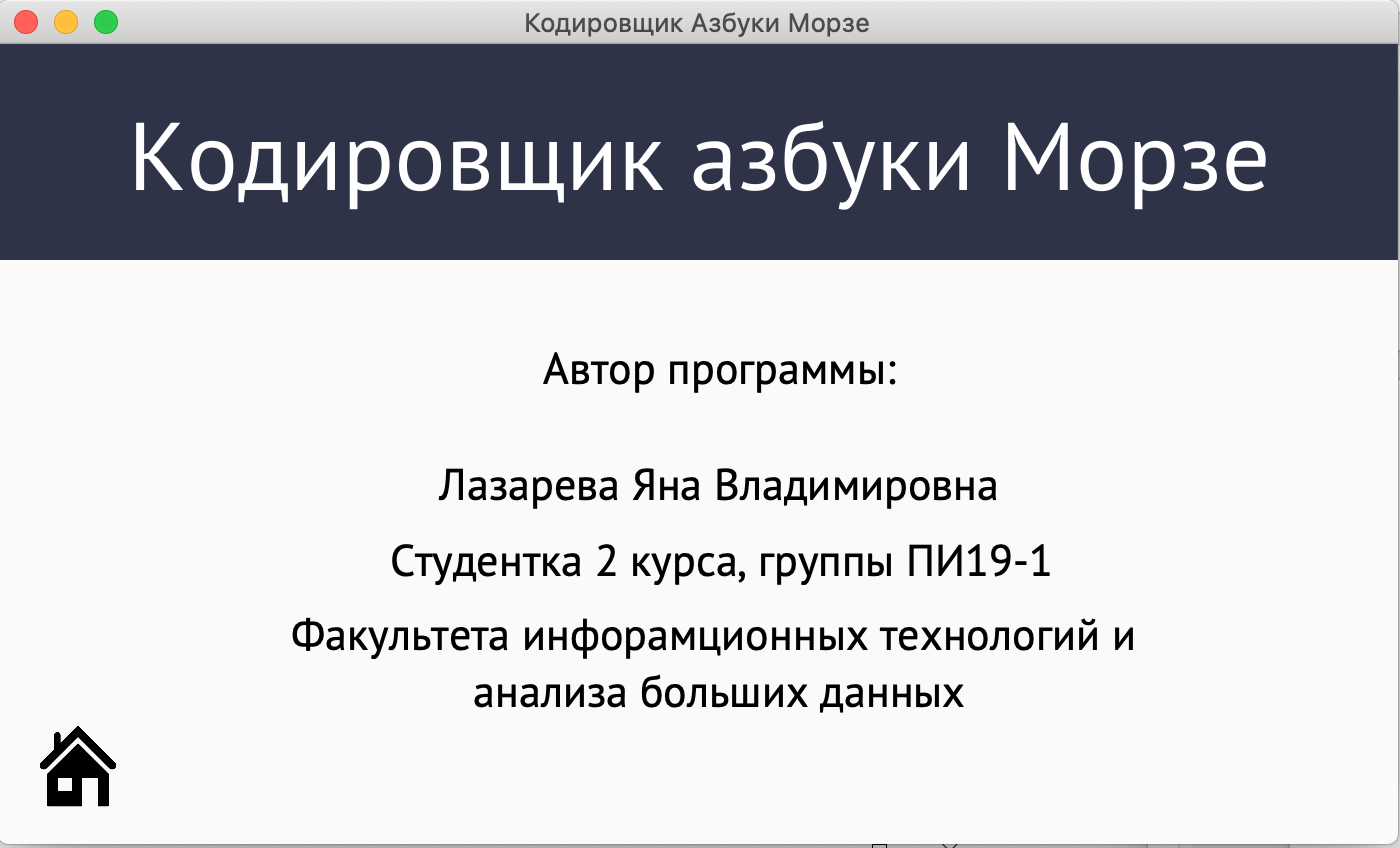 Кодировщик Азбуки Морзе
Кодировщик азбуки Морзе
Автор программы:
Лазарева Яна Владимировна
Студентка 2 курса, группы ПИ19-1
Факультета инфорамционных технологий и
анализа больших данных